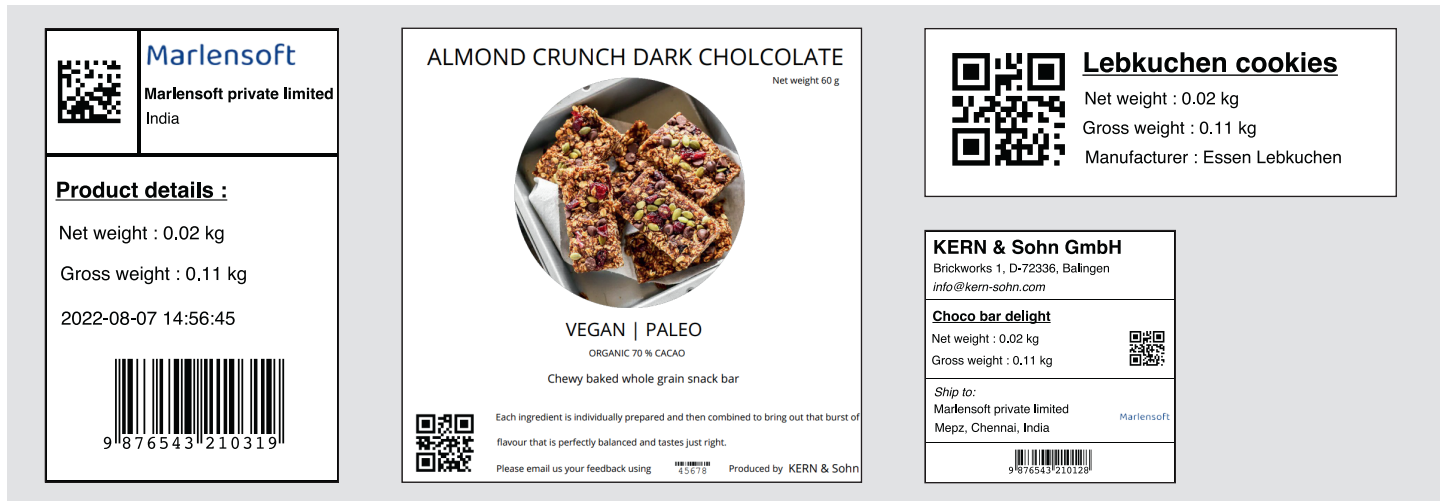 Marlensoft
Marlensoft private limited
India
Product details :
Net weight : 0.02 kg
Gross weight : 0.11 kg
2022-08-07 14:56:45
9 876543 210319
ALMOND CRUNCH DARK CHOLCOLATE
Net weight 60 g
VEGAN | PALEO
ORGANIC 70 % CACAO
Chewy baked whole grain snack bar
Each ingredient is individually prepared and then combined to bring out that burst of
flavour that is perfectly balanced and tastes just right.
Please email us your feedback using 45678 Produced by KERN & Sohn
Lebkuchen cookies
Net weight : 0.02 kg
Gross weight : 0.11 kg
Manufacturer : Essen Lebkuchen
KERN & Sohn GmbH
Brickworks 1, D-72336, Balingen
info@kern-sohn.com
Choco bar delight
Net weight : 0.02 kg
Gross weight : 0.11 kg
Ship to:
Marlensoft private limited
Mepz, Chennai, India
Marlensoft
9 876543 210128